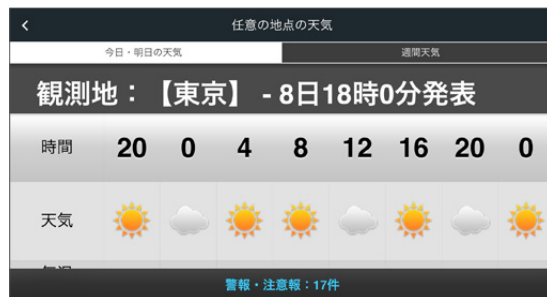 任意の地点の天気
今日・明日の天気 週間天気
観測地：【東京】 - 8日18時0分発表
時間 20 0 4 8 12 16 20 0
天気
警報・注意報：17件